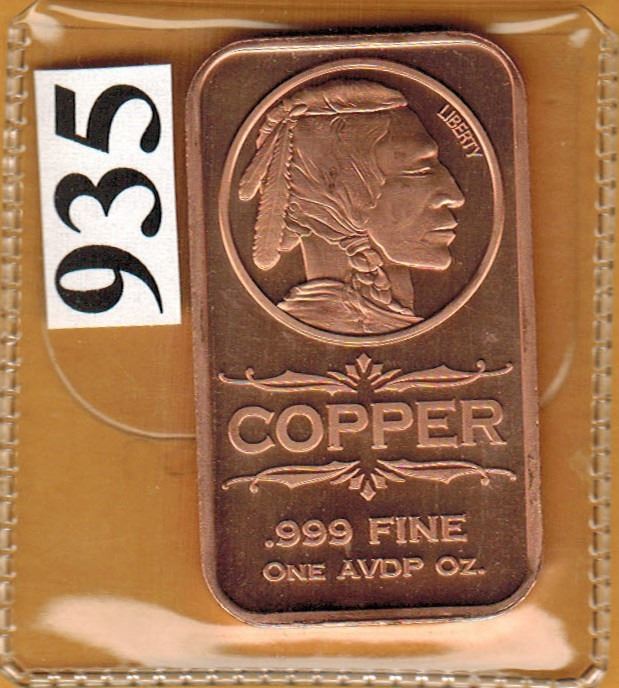 935
LIBERTY
COPPER
.999 FINE
ONE AVDP OZ.